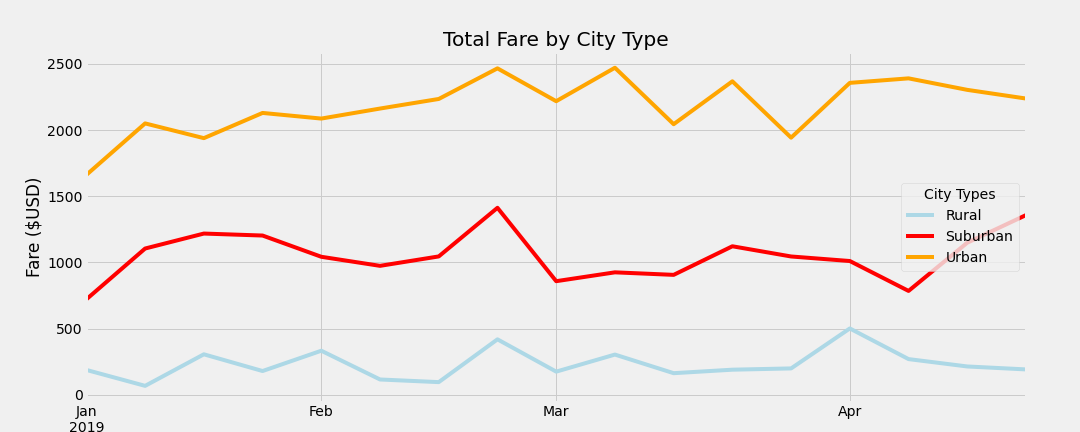 Total Fare by City Type
Fare ($USD)
2500
2000
1500
1000
500
0
City Types
Rural
Suburban
Urban
Jan
2019
Feb
Mar
Apr